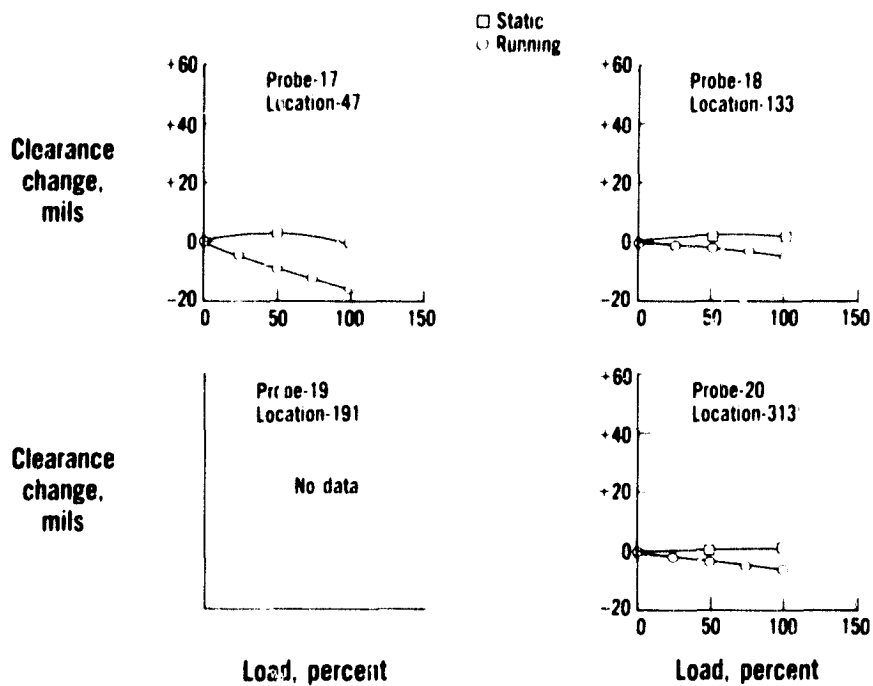 □ Static
○ Running
Clearance
change,
mils
+60
+40
+20
0
-20
Probe-17
Location-47
0 50 100 150
+60
+40
+20
0
-20
Probe-18
Location-133
0 50 100 150
Clearance
change,
mils
Probe-19
Location-191
No data
+60
+40
+20
0
-20
Probe-20
Location-313
0 50 100 150
Load, percent
Load, percent